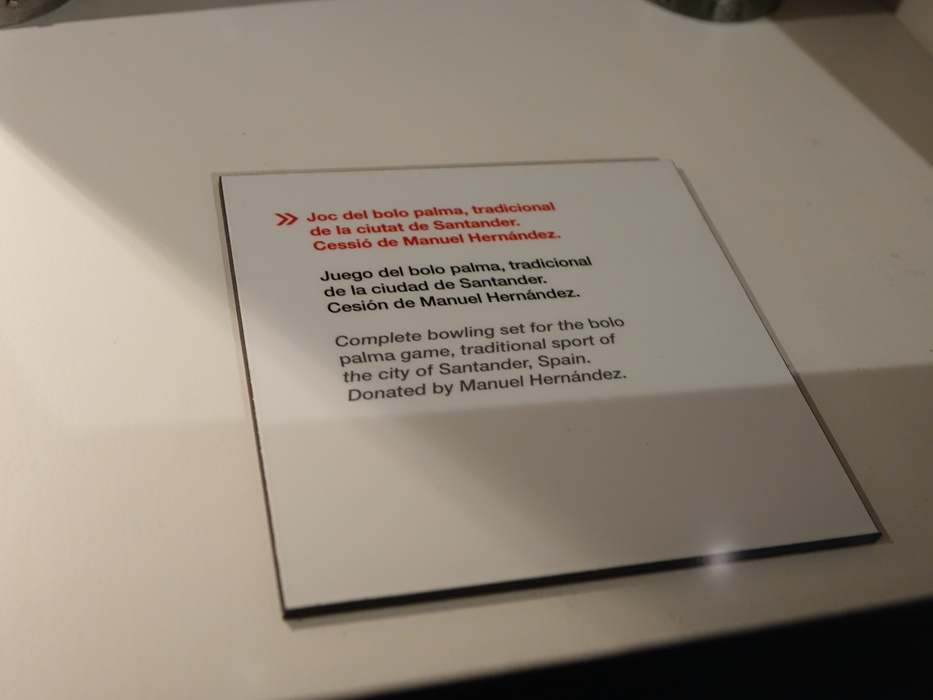 » Joc del bolo palma, tradicional
de la ciutat de Santander.
Cessió de Manuel Hernández.
Juego del bolo palma, tradicional
de la ciudad de Santander.
Cesión de Manuel Hernández.
Complete bowling set for the bolo
palma game, traditional sport of
the city of Santander, Spain.
Donated by Manuel Hernández.